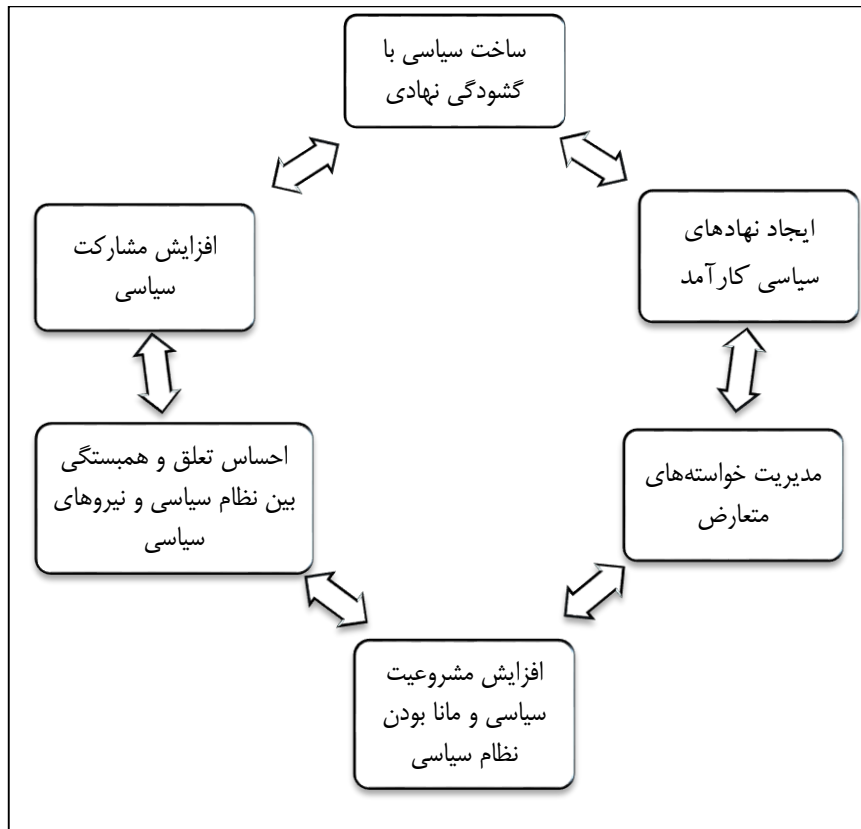 ساخت سیاسی با
گشودگی نهادی
ایجاد نهادهای
سیاسی کارآمد
افزایش مشارکت
سیاسی
مدیریت خواسته‌های
متعارض
احساس تعلق و همبستگی
بین نظام سیاسی و نیروهای
سیاسی
افزایش مشروعیت
سیاسی و مانا بودن
نظام سیاسی